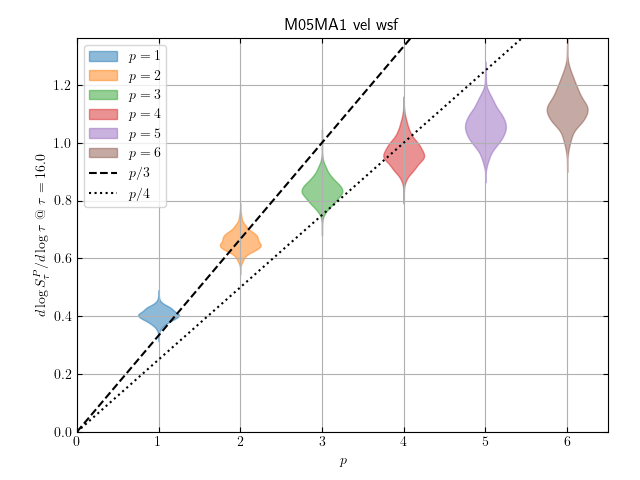 M05MA1 vel wsf
p = 1
p = 2
p = 3
p = 4
p = 5
p = 6
p/3
p/4
d log S_τ^P / d log τ @ τ = 16.0
1.2
1.0
0.8
0.6
0.4
0.2
0.0
0 1 2 3 4 5 6
p